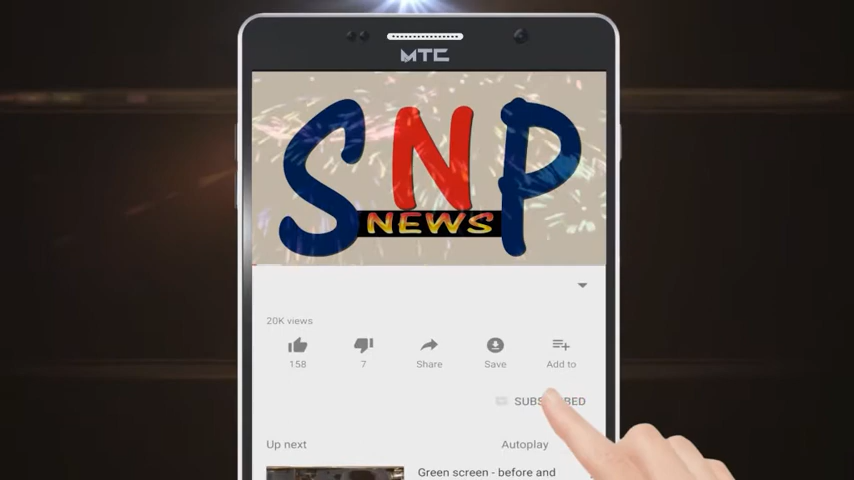 MTC
SNP
NEWS
20K views
158
7
Share
Save
Add to
Up next
Autoplay
Green screen - before and